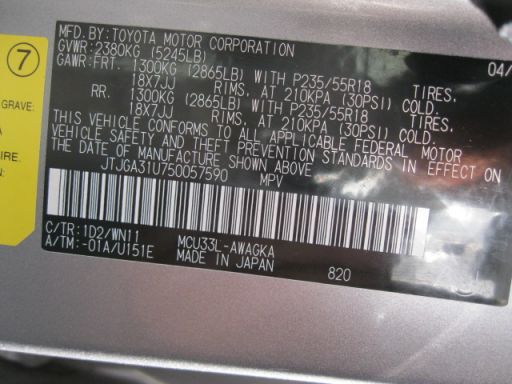 7
GRAVE:
IRE.
MFD.BY:TOYOTA MOTOR CORPORATION 04/
GVWR:2380KG (5245LB)
GAWR:FRT. 1300KG (2865LB) WITH P235/55R18 TIRES,
18X7JJ RIMS, AT 210KPA (30PSI) COLD.
RR. 1300KG (2865LB) WITH P235/55R18 TIRES,
18X7JJ RIMS, AT 210KPA (30PSI) COLD.
THIS VEHICLE CONFORMS TO ALL APPLICABLE FEDERAL MOTOR
VEHICLE SAFETY AND THEFT PREVENTION STANDARDS IN EFFECT ON
THE DATE OF MANUFACTURE SHOWN ABOVE.
JTJGA31U750057590 MPV
C/TR:1D2/WN11 MCU33L-AWAGKA
A/TM:-01A/U151E MADE IN JAPAN 820